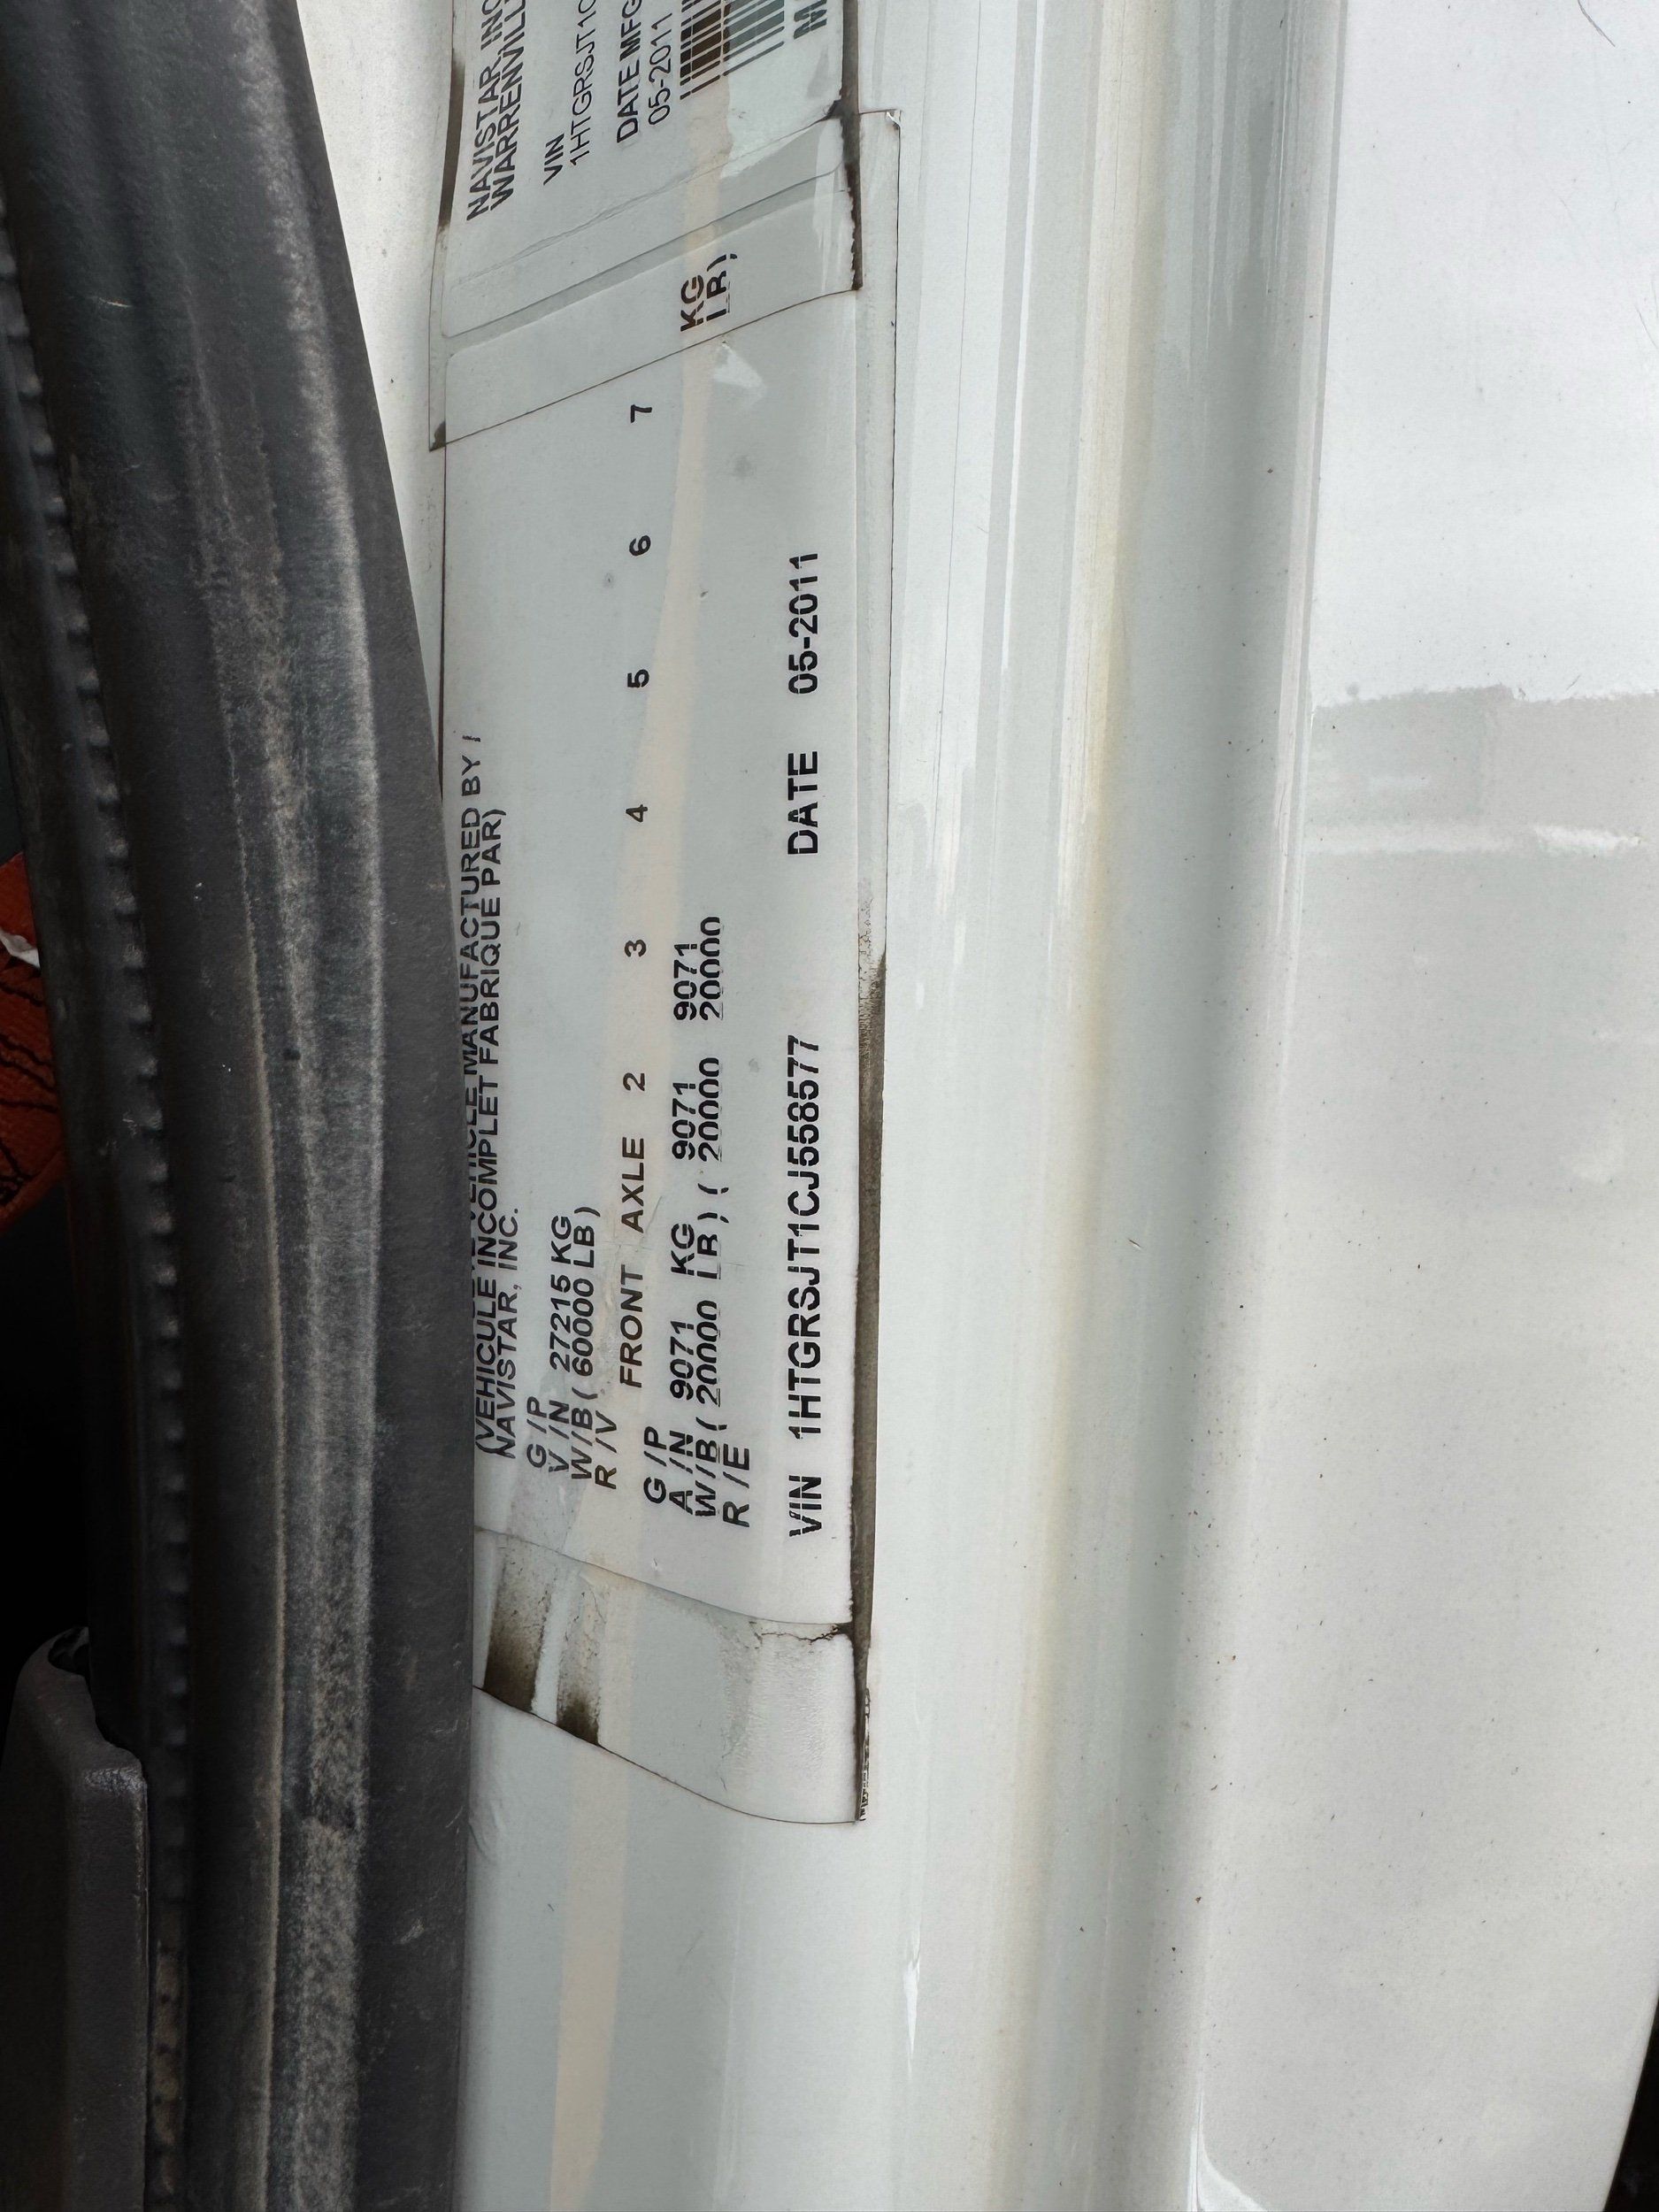 NAVISTAR, INC
WARRENVILL
VIN
1HTGRSJT1C
DATE MFG
05-2011
VEHICLE MANUFACTURED BY /
(VEHICULE INCOMPLET FABRIQUE PAR)
NAVISTAR, INC.
G /P
V /N 27215 KG
W/B ( 60000 LB )
R /V
FRONT AXLE 2 3 4 5 6 7
G /P
A /N 9071 KG 9071 9071 KG
W/B ( 20000 LB ) ( 20000 20000 LB )
R /E
VIN 1HTGRSJT1CJ558577 DATE 05-2011